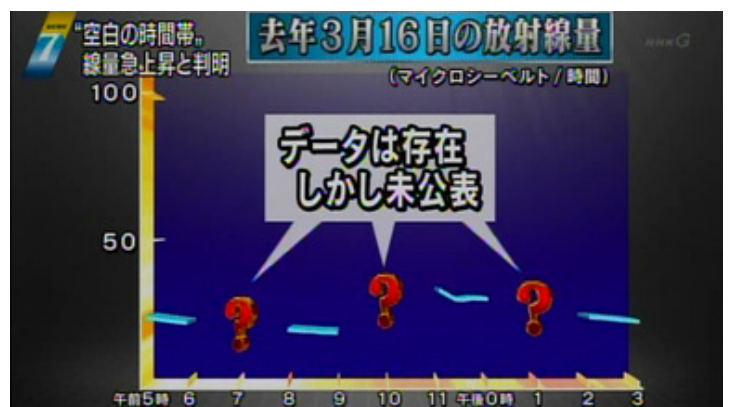 NEWS
7
"空白の時間帯"
線量急上昇と判明
去年3月16日の放射線量
NHK G
(マイクロシーベルト/時間)
100
データは存在
しかし未公表
50
?
?
?
午前5時 6 7 8 9 10 11 午後0時 1 2 3